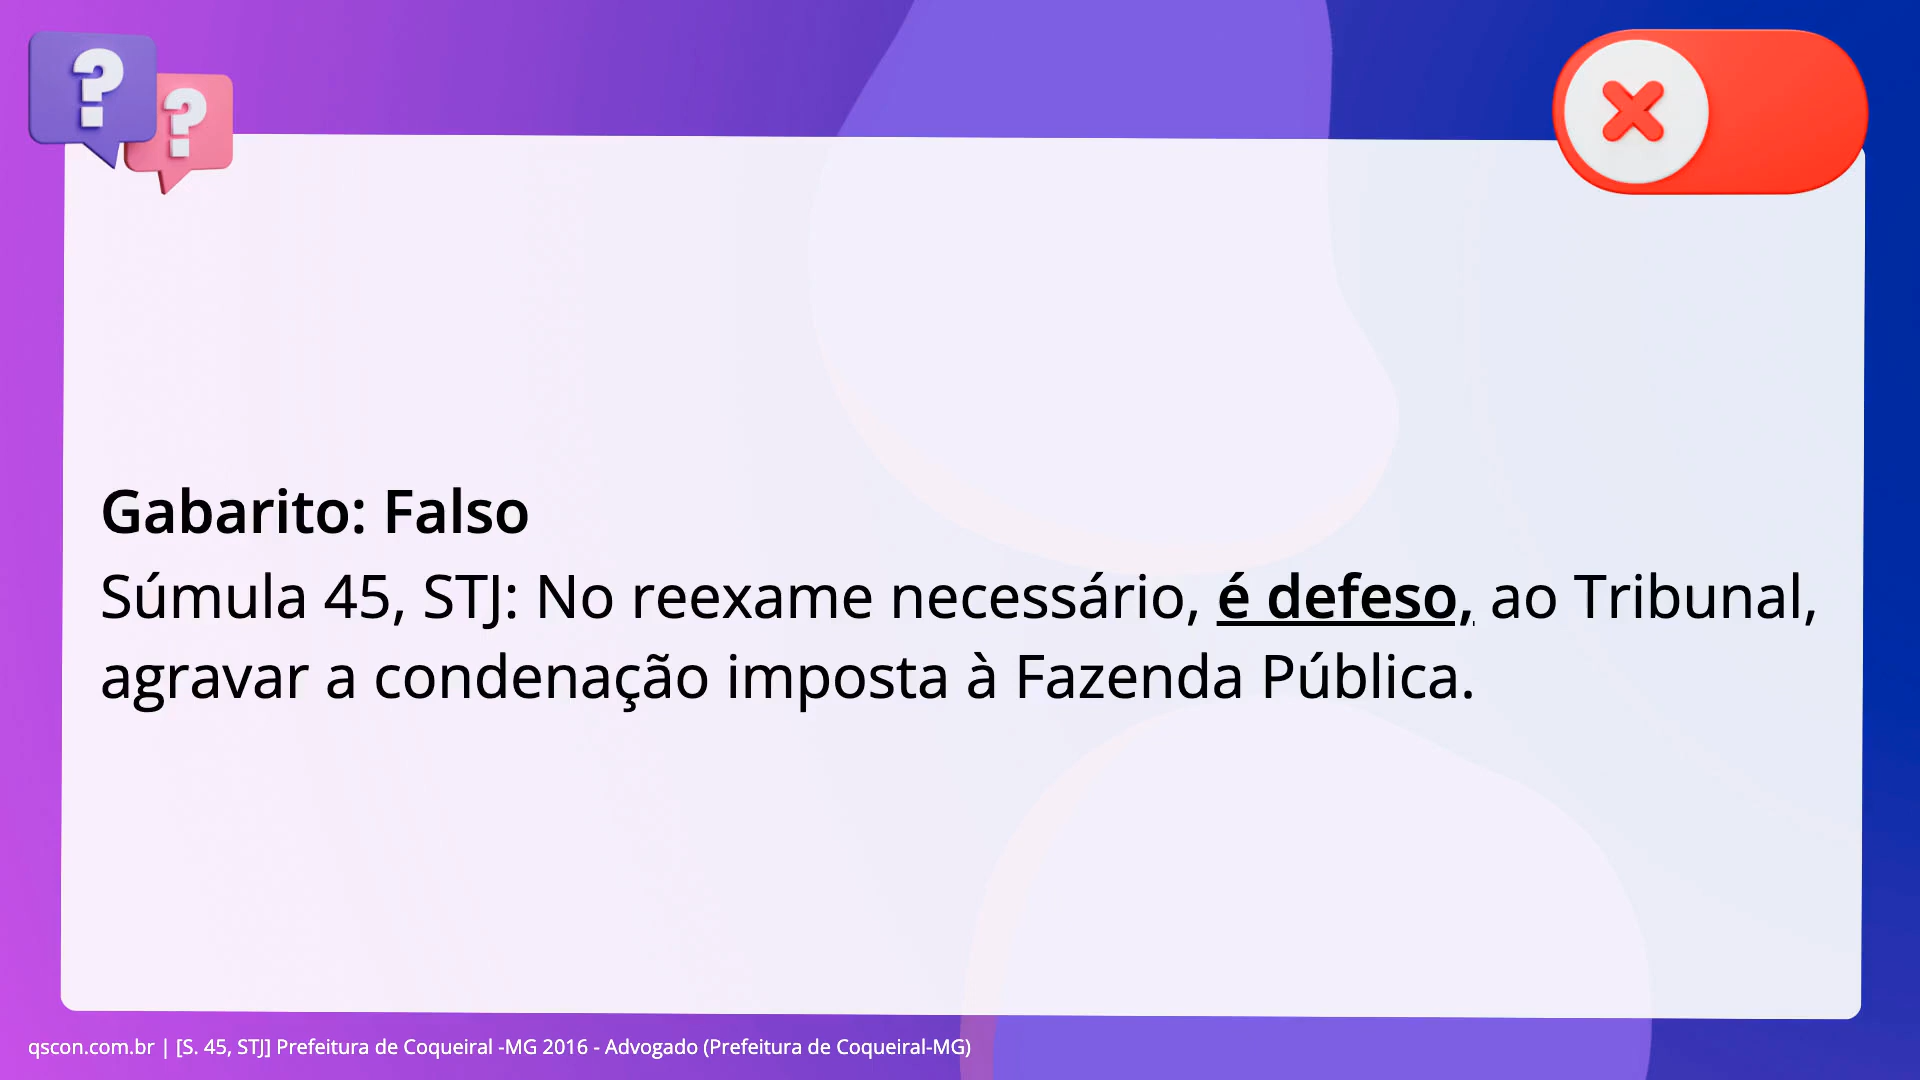 ? ?
Gabarito: Falso
Súmula 45, STJ: No reexame necessário, é defeso, ao Tribunal,
agravar a condenação imposta à Fazenda Pública.
qscon.com.br | [S. 45, STJ] Prefeitura de Coqueiral -MG 2016 - Advogado (Prefeitura de Coqueiral-MG)